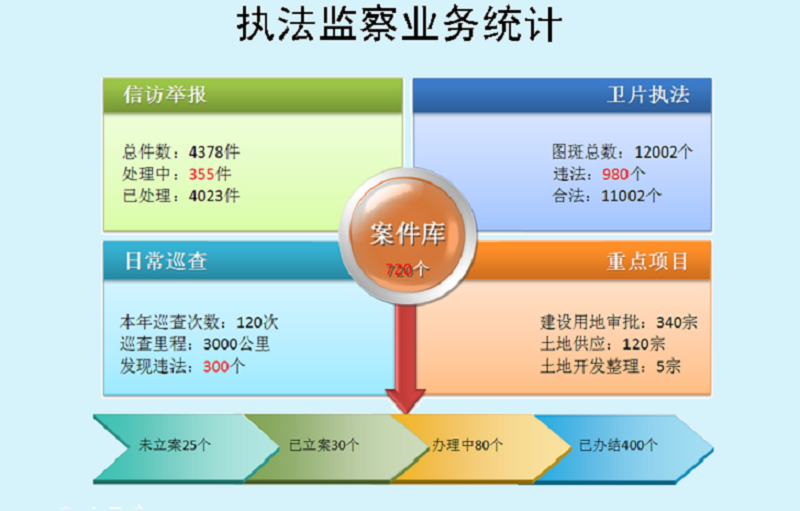 执法监察业务统计
信访举报
总件数：4378件
处理中：355件
已处理：4023件
卫片执法
图斑总数：12002个
违法：980个
合法：11002个
案件库
720个
日常巡查
本年巡查次数：120次
巡查里程：3000公里
发现违法：300个
重点项目
建设用地审批：340宗
土地供应：120宗
土地开发整理：5宗
未立案25个
已立案30个
办理中80个
已办结400个